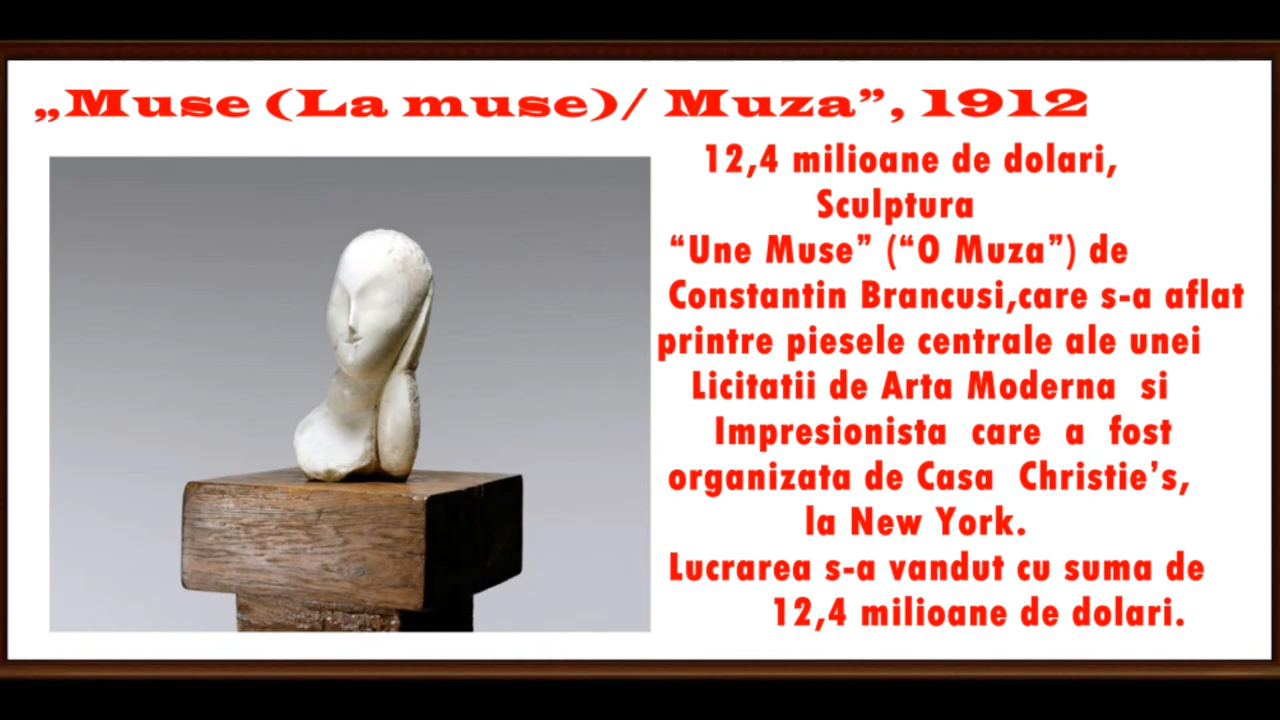 „Muse (La muse)/ Muza”, 1912
12,4 milioane de dolari,
Sculptura
“Une Muse” (“O Muza”) de
Constantin Brancusi,care s-a aflat
printre piesele centrale ale unei
Licitatii de Arta Moderna si
Impresionista care a fost
organizata de Casa Christie’s,
la New York.
Lucrarea s-a vandut cu suma de
12,4 milioane de dolari.